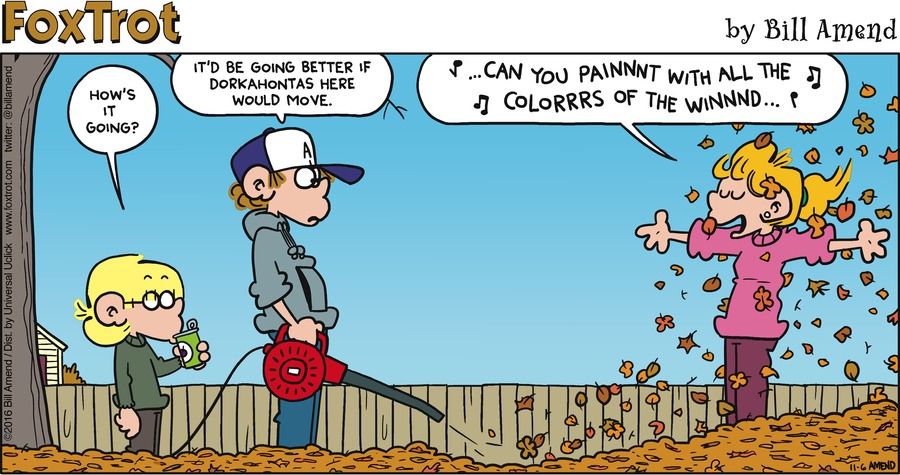 FoxTrot
by Bill Amend
HOW'S
IT
GOING?
IT'D BE GOING BETTER IF
DORKAHONTAS HERE
WOULD MOVE.
...CAN YOU PAINNNT WITH ALL THE
COLORRRS OF THE WINNND...
A
©2016 Bill Amend / Dist. by Universal Uclick www.foxtrot.com twitter: @billamend
11-6 AMEND